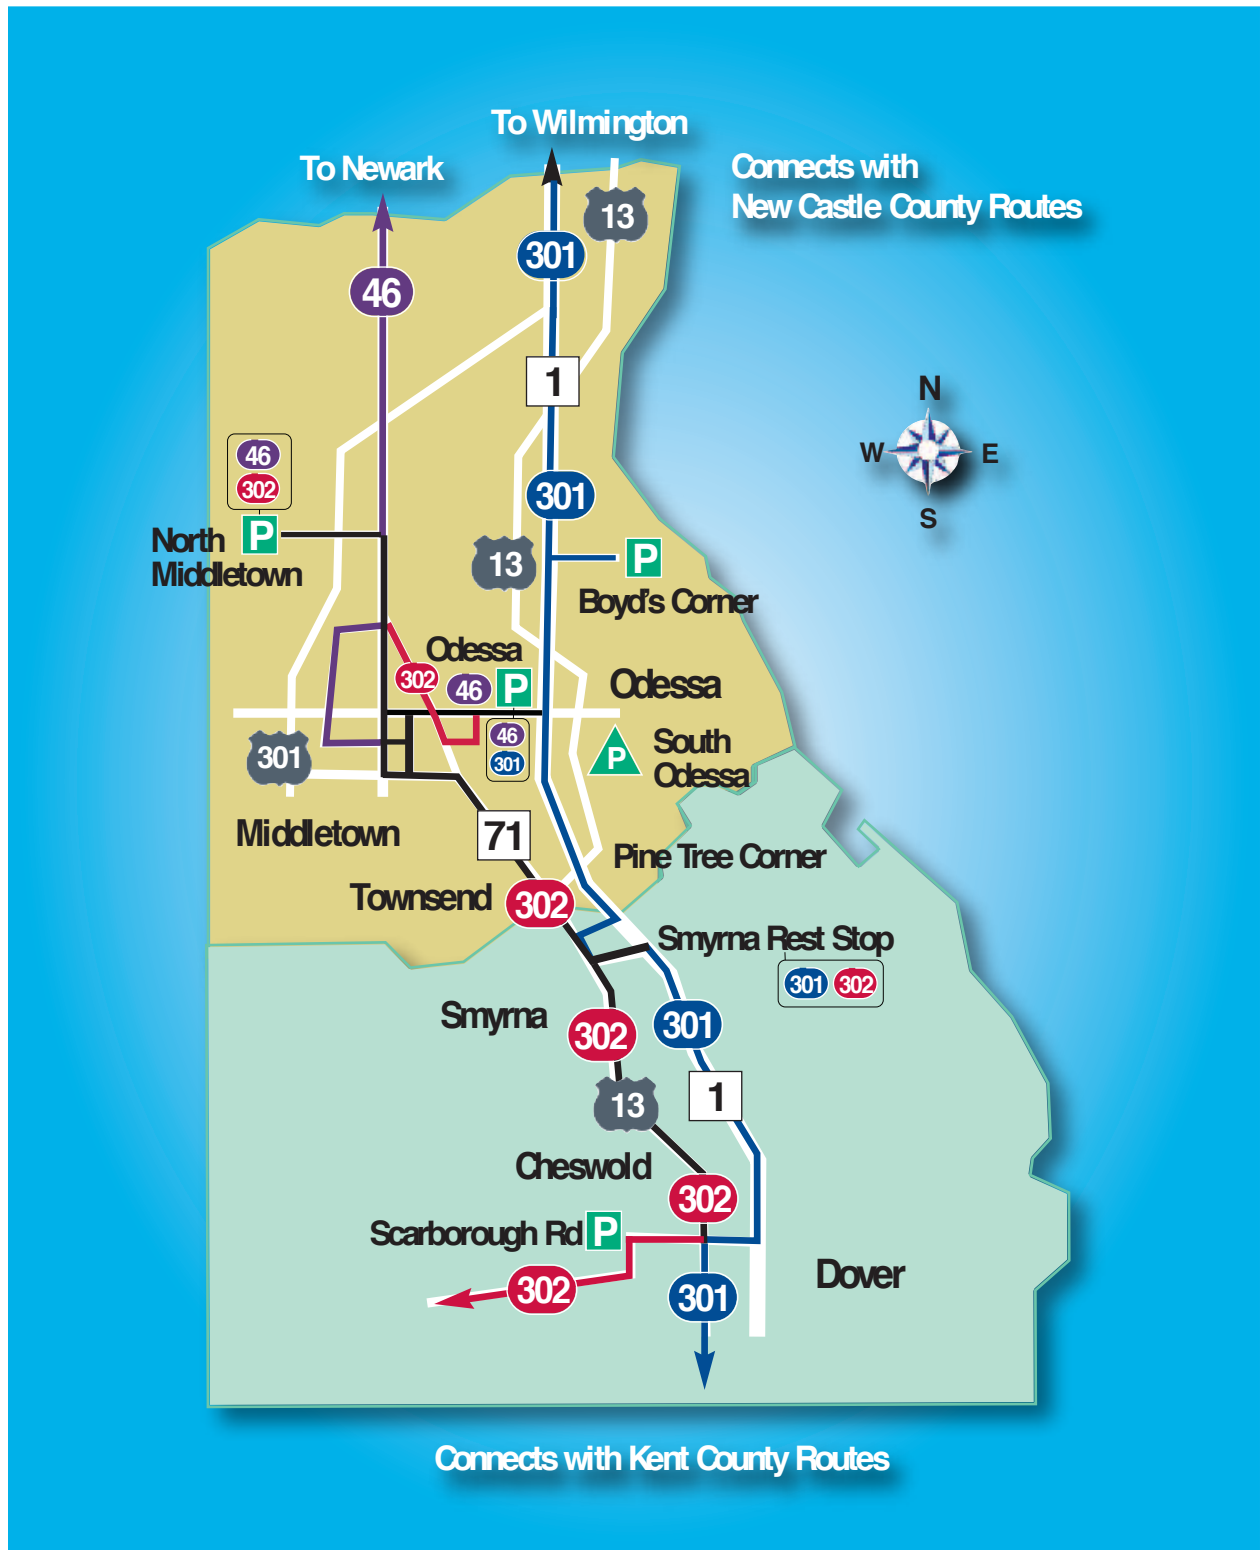 To Wilmington
To Newark
Connects with
New Castle County Routes
13
301
46
1
N
W E
S
46
302
301
North
Middletown
P
13
P
Boyd's Corner
Odessa
302
46
P
Odessa
46
301
301
P
South
Odessa
Middletown
71
Pine Tree Corner
Townsend
302
Smyrna Rest Stop
301 302
Smyrna
302
301
13
1
Cheswold
302
Scarborough Rd
P
302
301
Dover
Connects with Kent County Routes